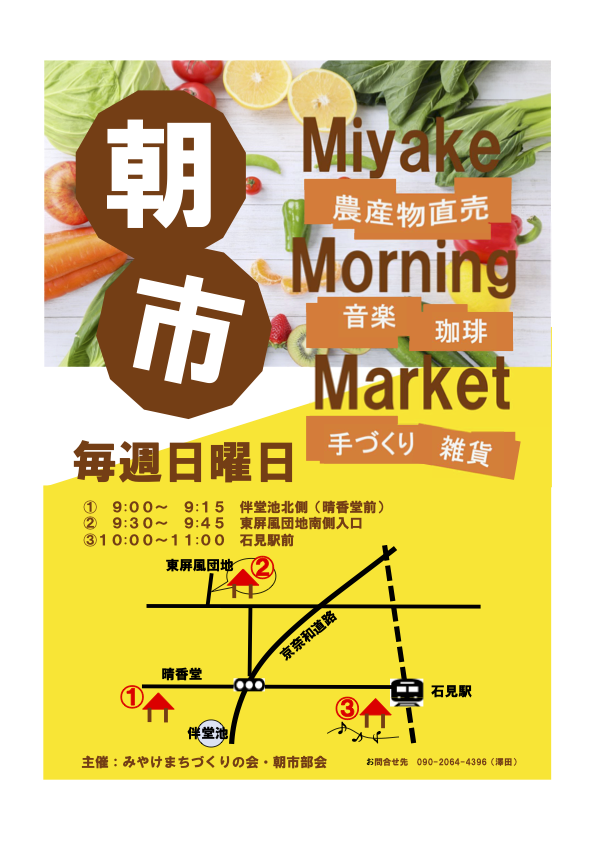 朝
市
Miyake
農産物直売
Morning
音楽
珈琲
Market
手づくり
雑貨
毎週日曜日
① 9:00～ 9:15 伴堂池北側（晴香堂前）
② 9:30～ 9:45 東屏風団地南側入口
③10:00～11:00 石見駅前
東屏風団地
②
京奈和道路
晴香堂
①
③
石見駅
伴堂池
主催：みやけまちづくりの会・朝市部会
お問合せ先 090-2064-4396（澤田）